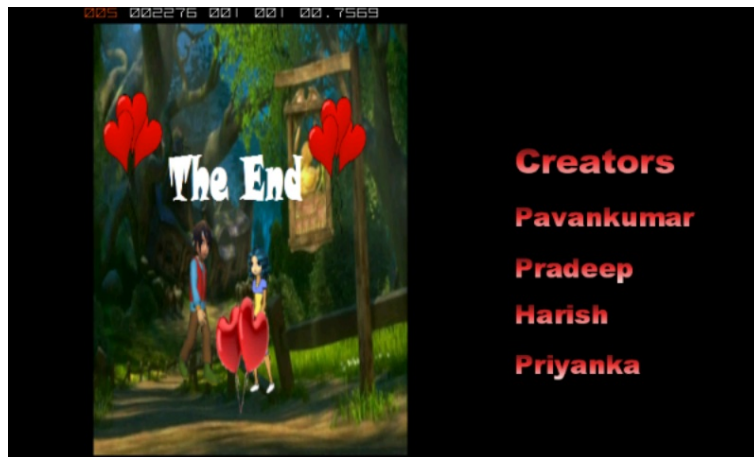 005 002276 001 001 00.7569
The End
Creators
Pavankumar
Pradeep
Harish
Priyanka